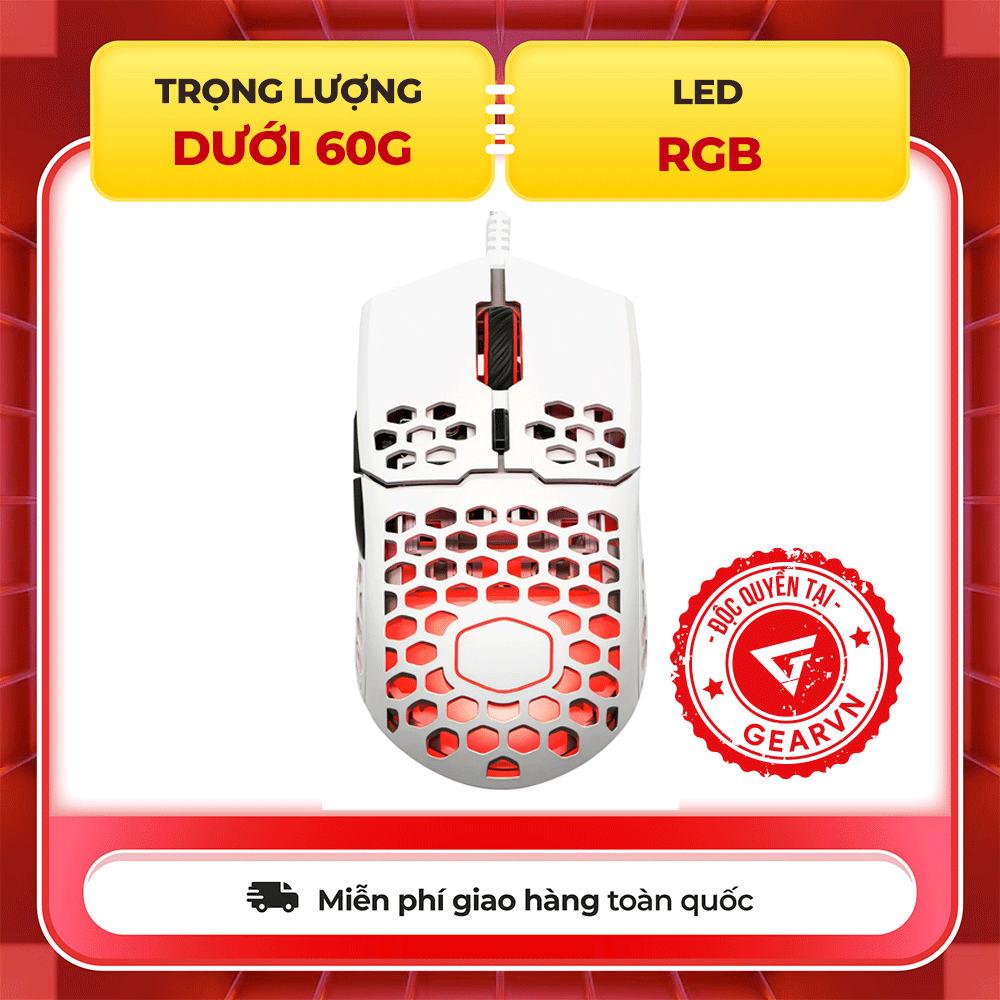 TRỌNG LƯỢNG
DƯỚI 60G
LED
RGB
- ĐỘC QUYỀN TẠI -
GEARVN
Miễn phí giao hàng toàn quốc